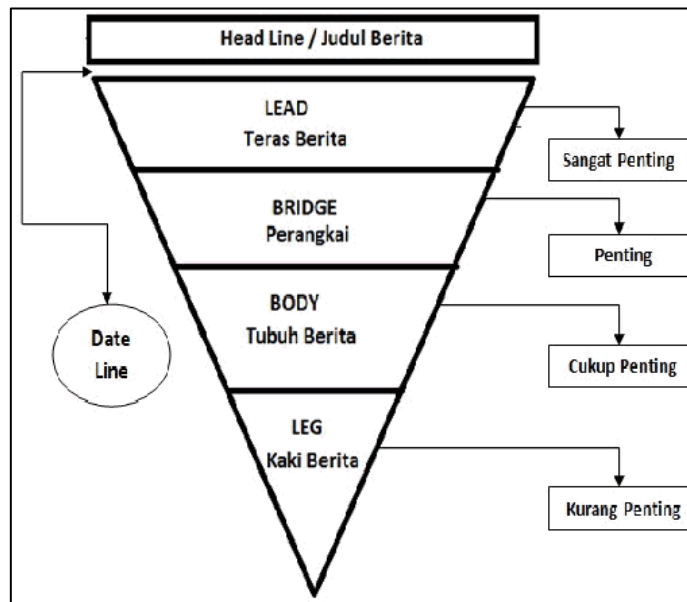 Head Line / Judul Berita
LEAD
Teras Berita
Sangat Penting
BRIDGE
Perangkai
Penting
BODY
Tubuh Berita
Date
Line
Cukup Penting
LEG
Kaki Berita
Kurang Penting